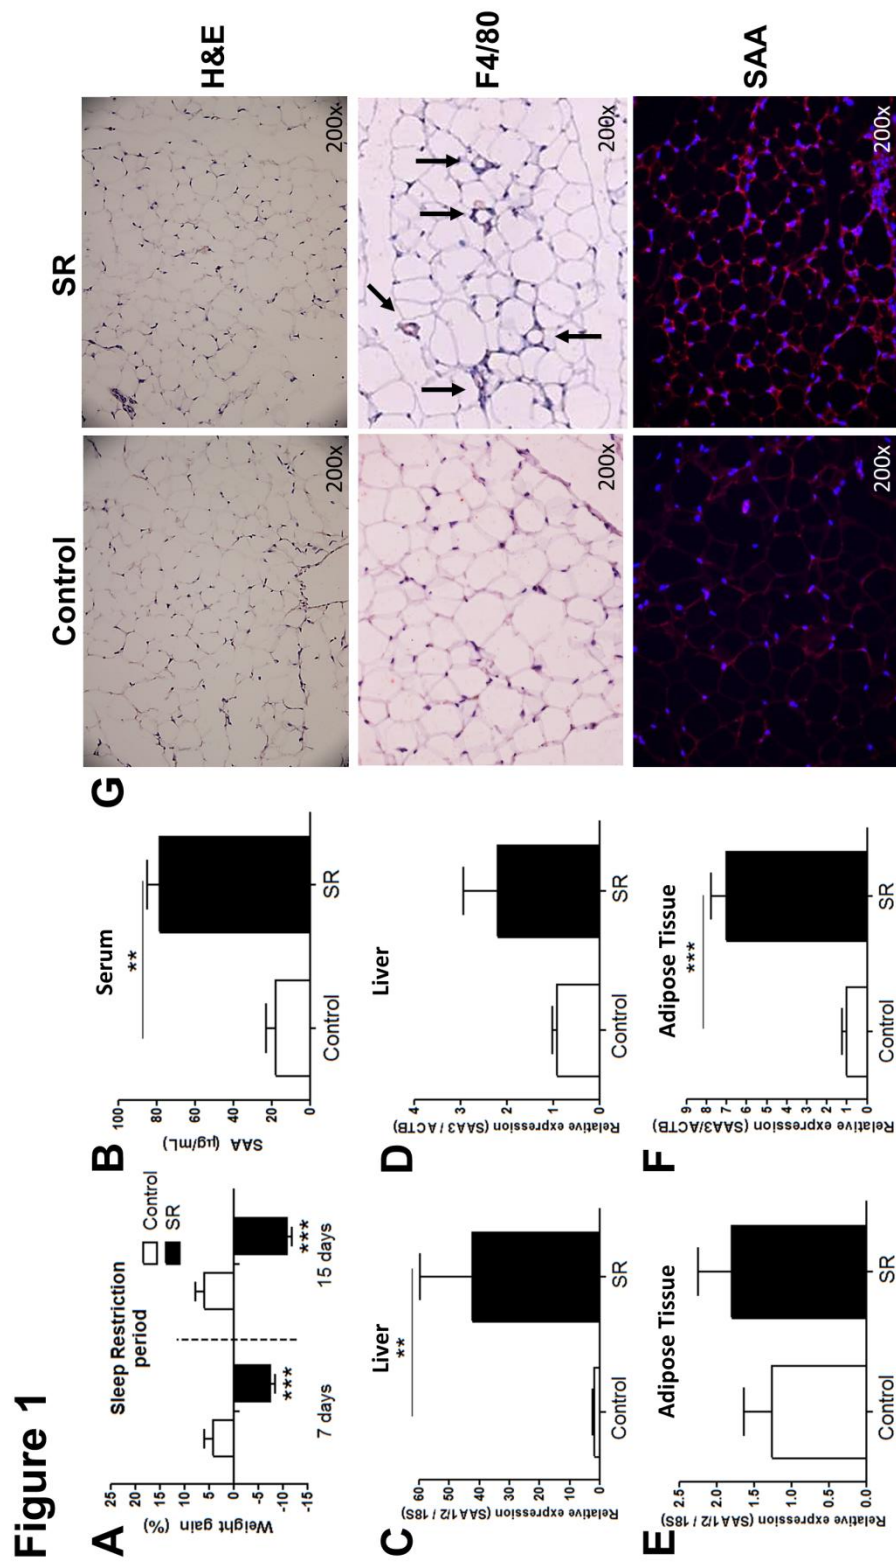 Figure 1
A
Sleep Restriction
period
Control
SR
Weight gain (%)
25
20
15
10
5
0
-5
-10
-15
***
***
7 days
15 days
B
Serum
**
SAA (µg/mL)
100
80
60
40
20
0
Control
SR
C
Liver
**
Relative expression (SAA1/2 / 18S)
60
40
20
0
Control
SR
D
Liver
Relative expression (SAA3 / ACTB)
4
3
2
1
0
Control
SR
E
Adipose Tissue
Relative expression (SAA1/2 / 18S)
2.5
2.0
1.5
1.0
0.5
0.0
Control
SR
F
Adipose Tissue
***
Relative expression (SAA3/ACTB)
9
8
7
6
5
4
3
2
1
0
Control
SR
G
Control
SR
200x
200x
H&E
200x
200x
F4/80
200x
200x
SAA